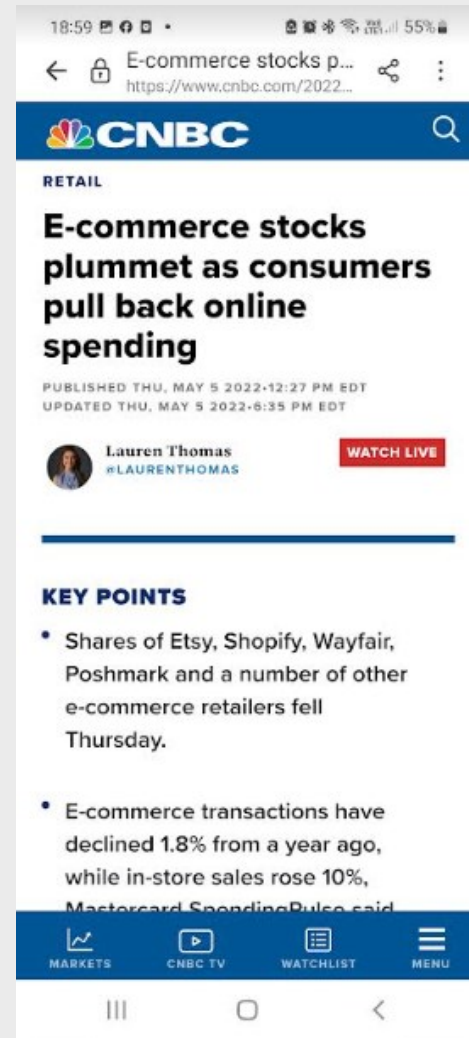 18:59
55%
E-commerce stocks p...
https://www.cnbc.com/2022...
CNBC
RETAIL
E-commerce stocks
plummet as consumers
pull back online
spending
PUBLISHED THU, MAY 5 2022•12:27 PM EDT
UPDATED THU, MAY 5 2022•6:35 PM EDT
Lauren Thomas
@LAURENTHOMAS
WATCH LIVE
KEY POINTS
• Shares of Etsy, Shopify, Wayfair,
Poshmark and a number of other
e-commerce retailers fell
Thursday.
• E-commerce transactions have
declined 1.8% from a year ago,
while in-store sales rose 10%,
Mastercard SpendingPulse said
MARKETS
CNBC TV
WATCHLIST
MENU